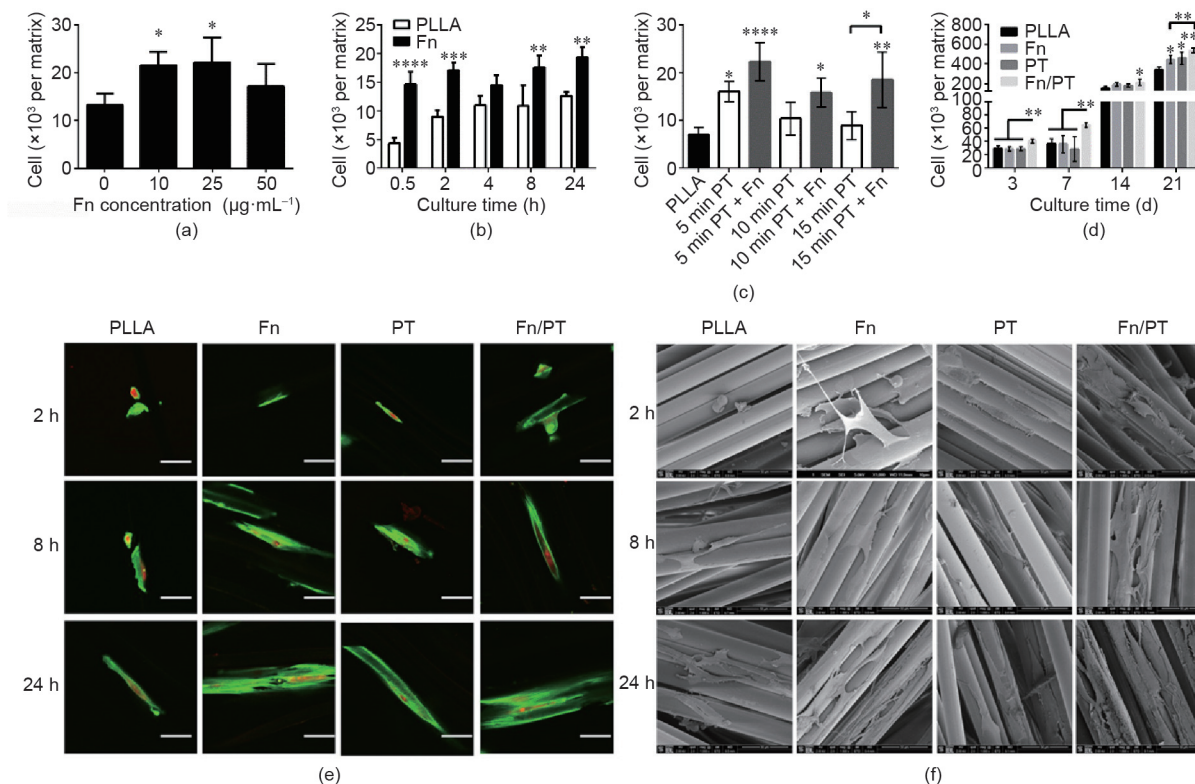 Cell (×10³ per matrix)
30
20
10
0
* *
0 10 25 50
Fn concentration (μg·mL⁻¹)
(a)
Cell (×10³ per matrix)
25
20
15
10
5
0
PLLA
Fn
**** *** ** **
0.5 2 4 8 24
Culture time (h)
(b)
Cell (×10³ per matrix)
30
20
10
0
* **** * * **
PLLA
5 min PT
5 min PT + Fn
10 min PT
10 min PT + Fn
15 min PT
15 min PT + Fn
(c)
Cell (×10³ per matrix)
800
600
400
200
100
80
60
40
20
0
PLLA
Fn
PT
Fn/PT
** ** * * * ** **
3 7 14 21
Culture time (d)
(d)
PLLA Fn PT Fn/PT
2 h
8 h
24 h
(e)
PLLA Fn PT Fn/PT
2 h
8 h
24 h
(f)